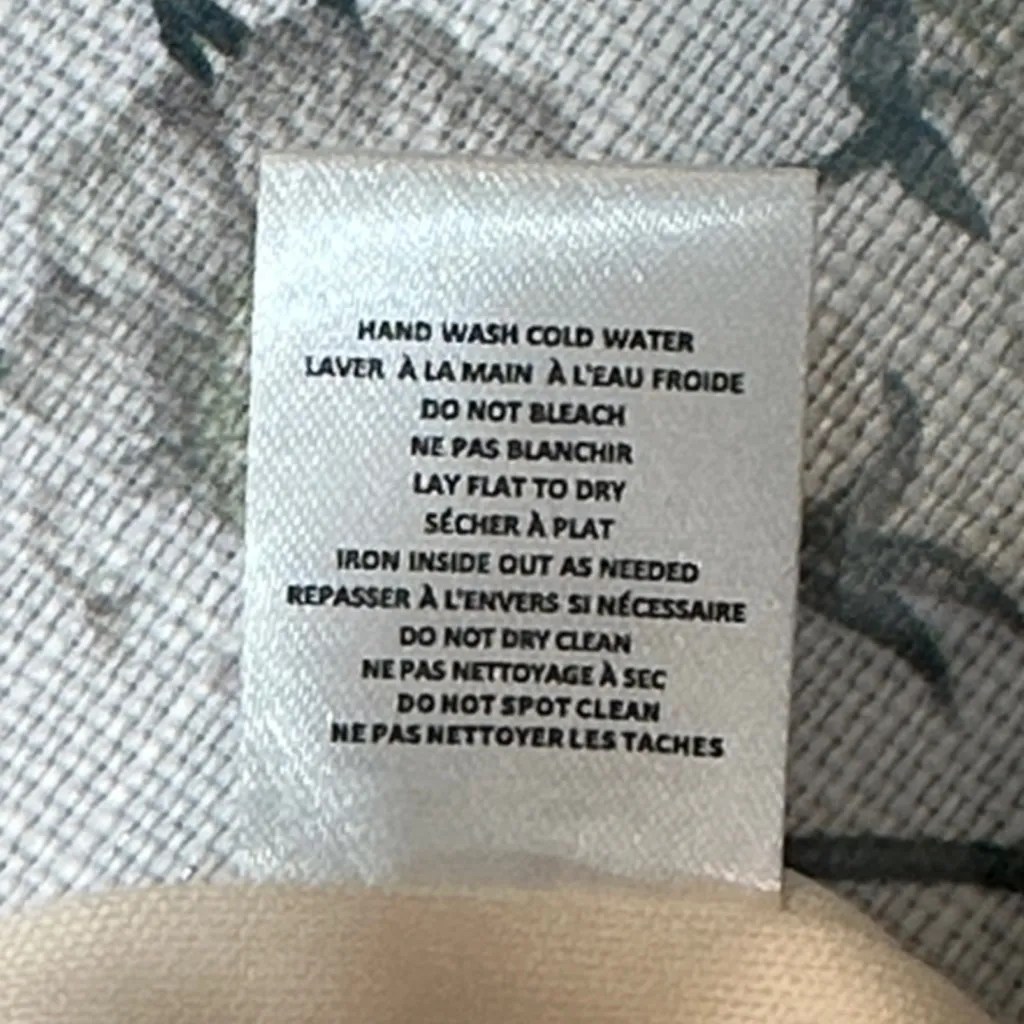 HAND WASH COLD WATER
LAVER À LA MAIN À L'EAU FROIDE
DO NOT BLEACH
NE PAS BLANCHIR
LAY FLAT TO DRY
SÉCHER À PLAT
IRON INSIDE OUT AS NEEDED
REPASSER À L'ENVERS SI NÉCESSAIRE
DO NOT DRY CLEAN
NE PAS NETTOYAGE À SEC
DO NOT SPOT CLEAN
NE PAS NETTOYER LES TACHES